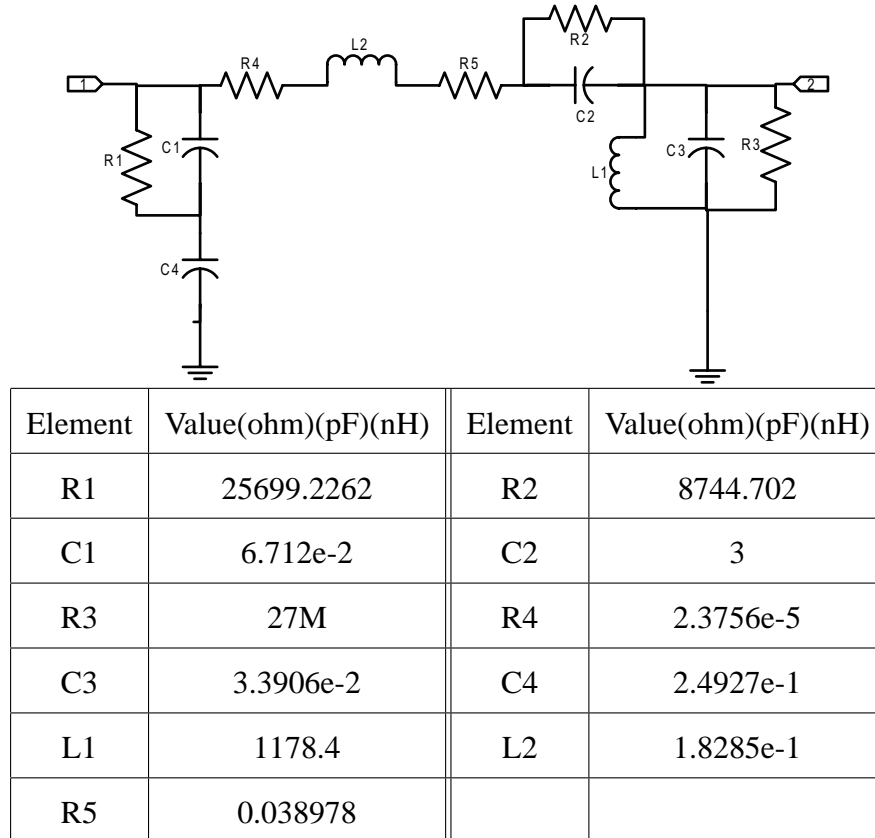 L2
R2
R4
R5
1
2
C2
R1
C1
L1
C3
R3
C4
Element Value(ohm)(pF)(nH) Element Value(ohm)(pF)(nH)
R1 25699.2262 R2 8744.702
C1 6.712e-2 C2 3
R3 27M R4 2.3756e-5
C3 3.3906e-2 C4 2.4927e-1
L1 1178.4 L2 1.8285e-1
R5 0.038978